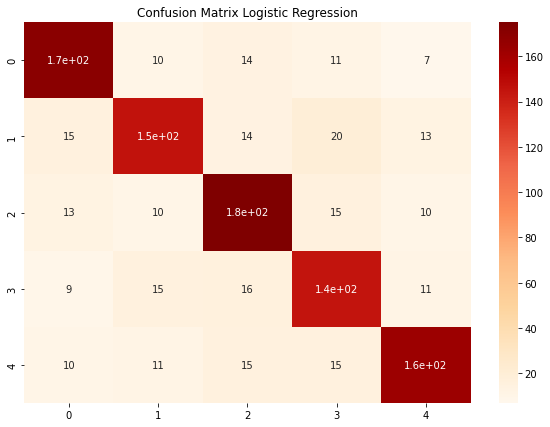 Confusion Matrix Logistic Regression
0 1.7e+02 10 14 11 7
1 15 1.5e+02 14 20 13
2 13 10 1.8e+02 15 10
3 9 15 16 1.4e+02 11
4 10 11 15 15 1.6e+02
0 1 2 3 4
160
140
120
100
80
60
40
20